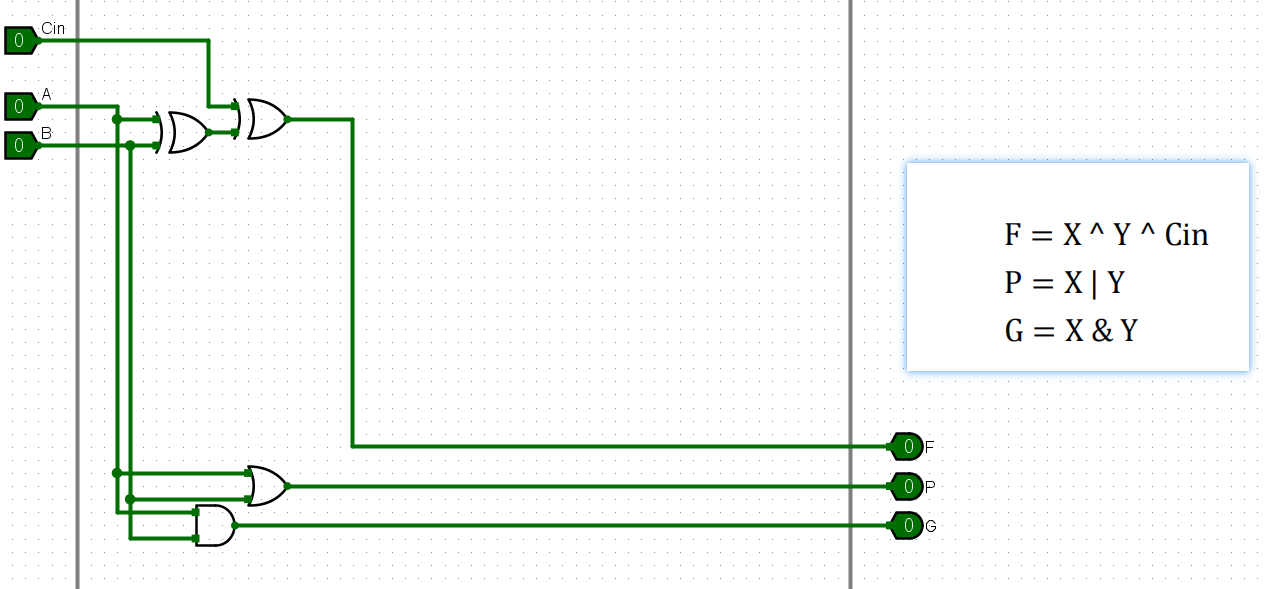 Cin
0
A
0
B
0
F = X ^ Y ^ Cin
P = X | Y
G = X & Y
0 F
0 P
0 G